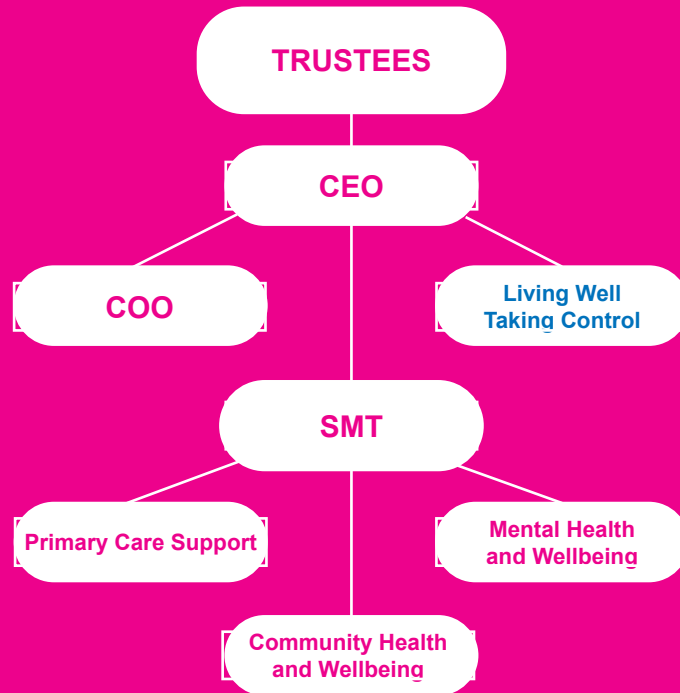 TRUSTEES
CEO
COO
Living Well
Taking Control
SMT
Primary Care Support
Mental Health
and Wellbeing
Community Health
and Wellbeing